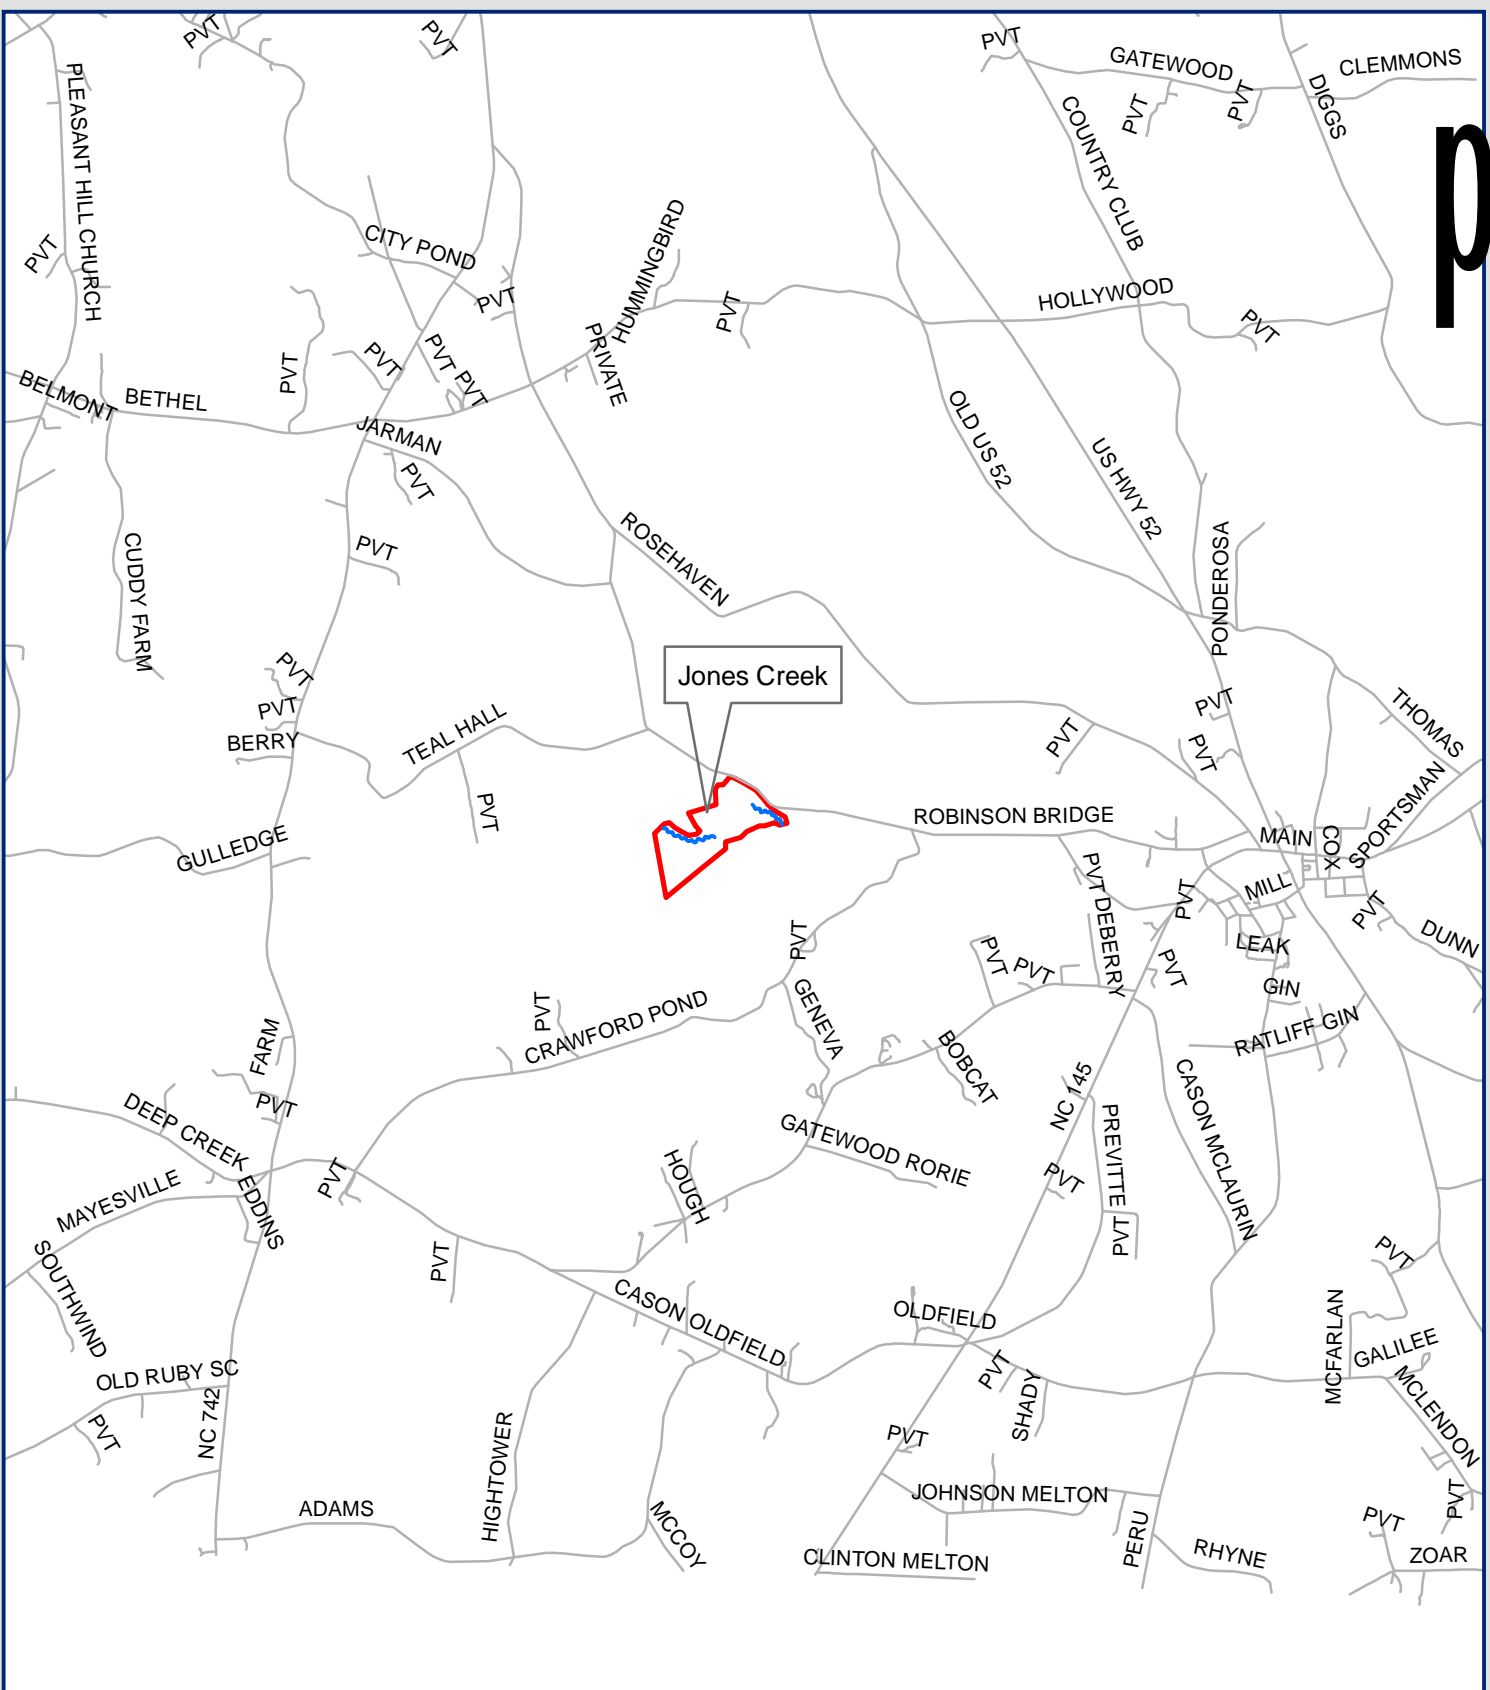 PVT
PVT
PVT
GATEWOOD
CLEMMONS
PLEASANT HILL CHURCH
PVT
PVT
DIGGS
COUNTRY CLUB
p
PVT
CITY POND
HUMMINGBIRD
PVT
PVT
HOLLYWOOD
PVT
PVT
PVT
PVT
PVT
PRIVATE
BELMONT
BETHEL
JARMAN
PVT
OLD US 52
US HWY 52
PVT
ROSEHAVEN
CUDDY FARM
PONDEROSA
PVT
Jones Creek
PVT
BERRY
TEAL HALL
PVT
PVT
PVT
THOMAS
PVT
GULLEDGE
ROBINSON BRIDGE
MAIN
COX
SPORTSMAN
PVT
DEBERRY
PVT
MILL
PVT
LEAK
DUNN
PVT
PVT
PVT
PVT
GIN
GENEVA
PVT
CRAWFORD POND
FARM
RATLIFF GIN
BOBCAT
PVT
NC 145
CASON MCLAURIN
DEEP CREEK
PREVITTE
GATEWOOD RORIE
PVT
HOUGH
PVT
MAYESVILLE
EDDINS
PVT
SOUTHWIND
PVT
PVT
CASON OLDFIELD
OLDFIELD
MCFARLAN
GALILEE
OLD RUBY SC
PVT
SHADY
MCLENDON
NC 742
PVT
HIGHTOWER
PVT
JOHNSON MELTON
PVT
ADAMS
MCCOY
PVT
PERU
CLINTON MELTON
RHYNE
ZOAR